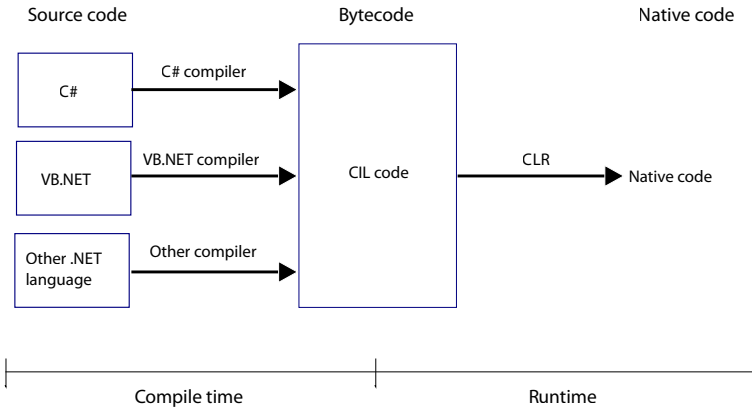 Source code
Bytecode
Native code
C#
C# compiler
VB.NET
VB.NET compiler
Other .NET
language
Other compiler
CIL code
CLR
Native code
Compile time
Runtime